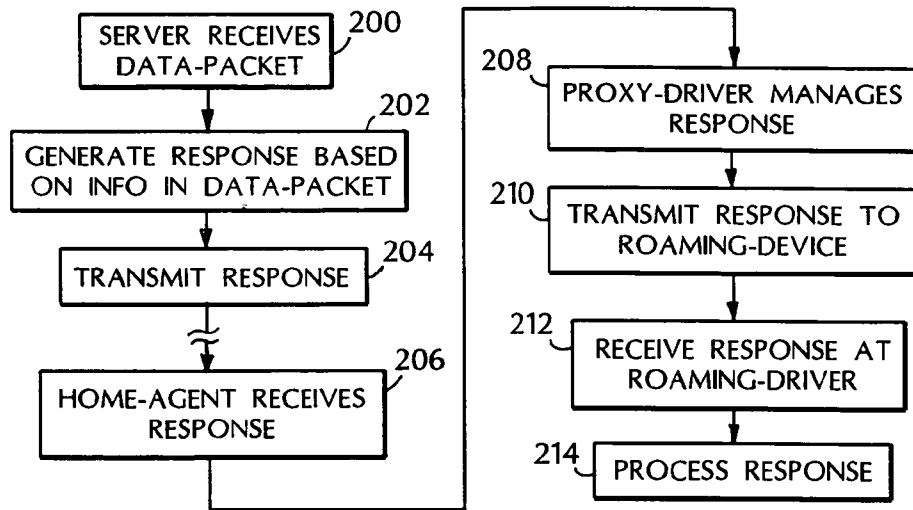 200
SERVER RECEIVES
DATA-PACKET
202
GENERATE RESPONSE BASED
ON INFO IN DATA-PACKET
204
TRANSMIT RESPONSE
206
HOME-AGENT RECEIVES
RESPONSE
208
PROXY-DRIVER MANAGES
RESPONSE
210
TRANSMIT RESPONSE TO
ROAMING-DEVICE
212
RECEIVE RESPONSE AT
ROAMING-DRIVER
214
PROCESS RESPONSE